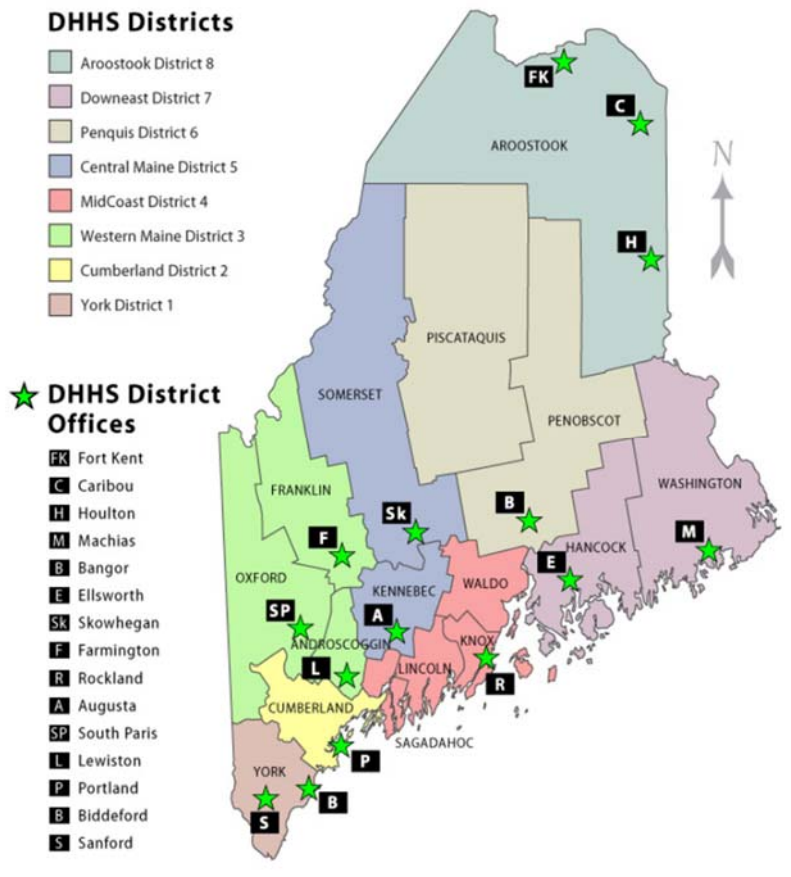 DHHS Districts
Aroostook District 8
Downeast District 7
Penquis District 6
Central Maine District 5
MidCoast District 4
Western Maine District 3
Cumberland District 2
York District 1
DHHS District
Offices
FK Fort Kent
C Caribou
H Houlton
M Machias
B Bangor
E Ellsworth
Sk Skowhegan
F Farmington
R Rockland
A Augusta
SP South Paris
L Lewiston
P Portland
B Biddeford
S Sanford
FK
C
AROOSTOOK
N
H
PISCATAQUIS
SOMERSET
PENOBSCOT
FRANKLIN
WASHINGTON
B
Sk
M
F
HANCOCK
E
OXFORD
WALDO
KENNEBEC
SP
A
ANDROSCOGGIN
KNOX
L
LINCOLN
R
CUMBERLAND
SAGADAHOC
P
YORK
B
S